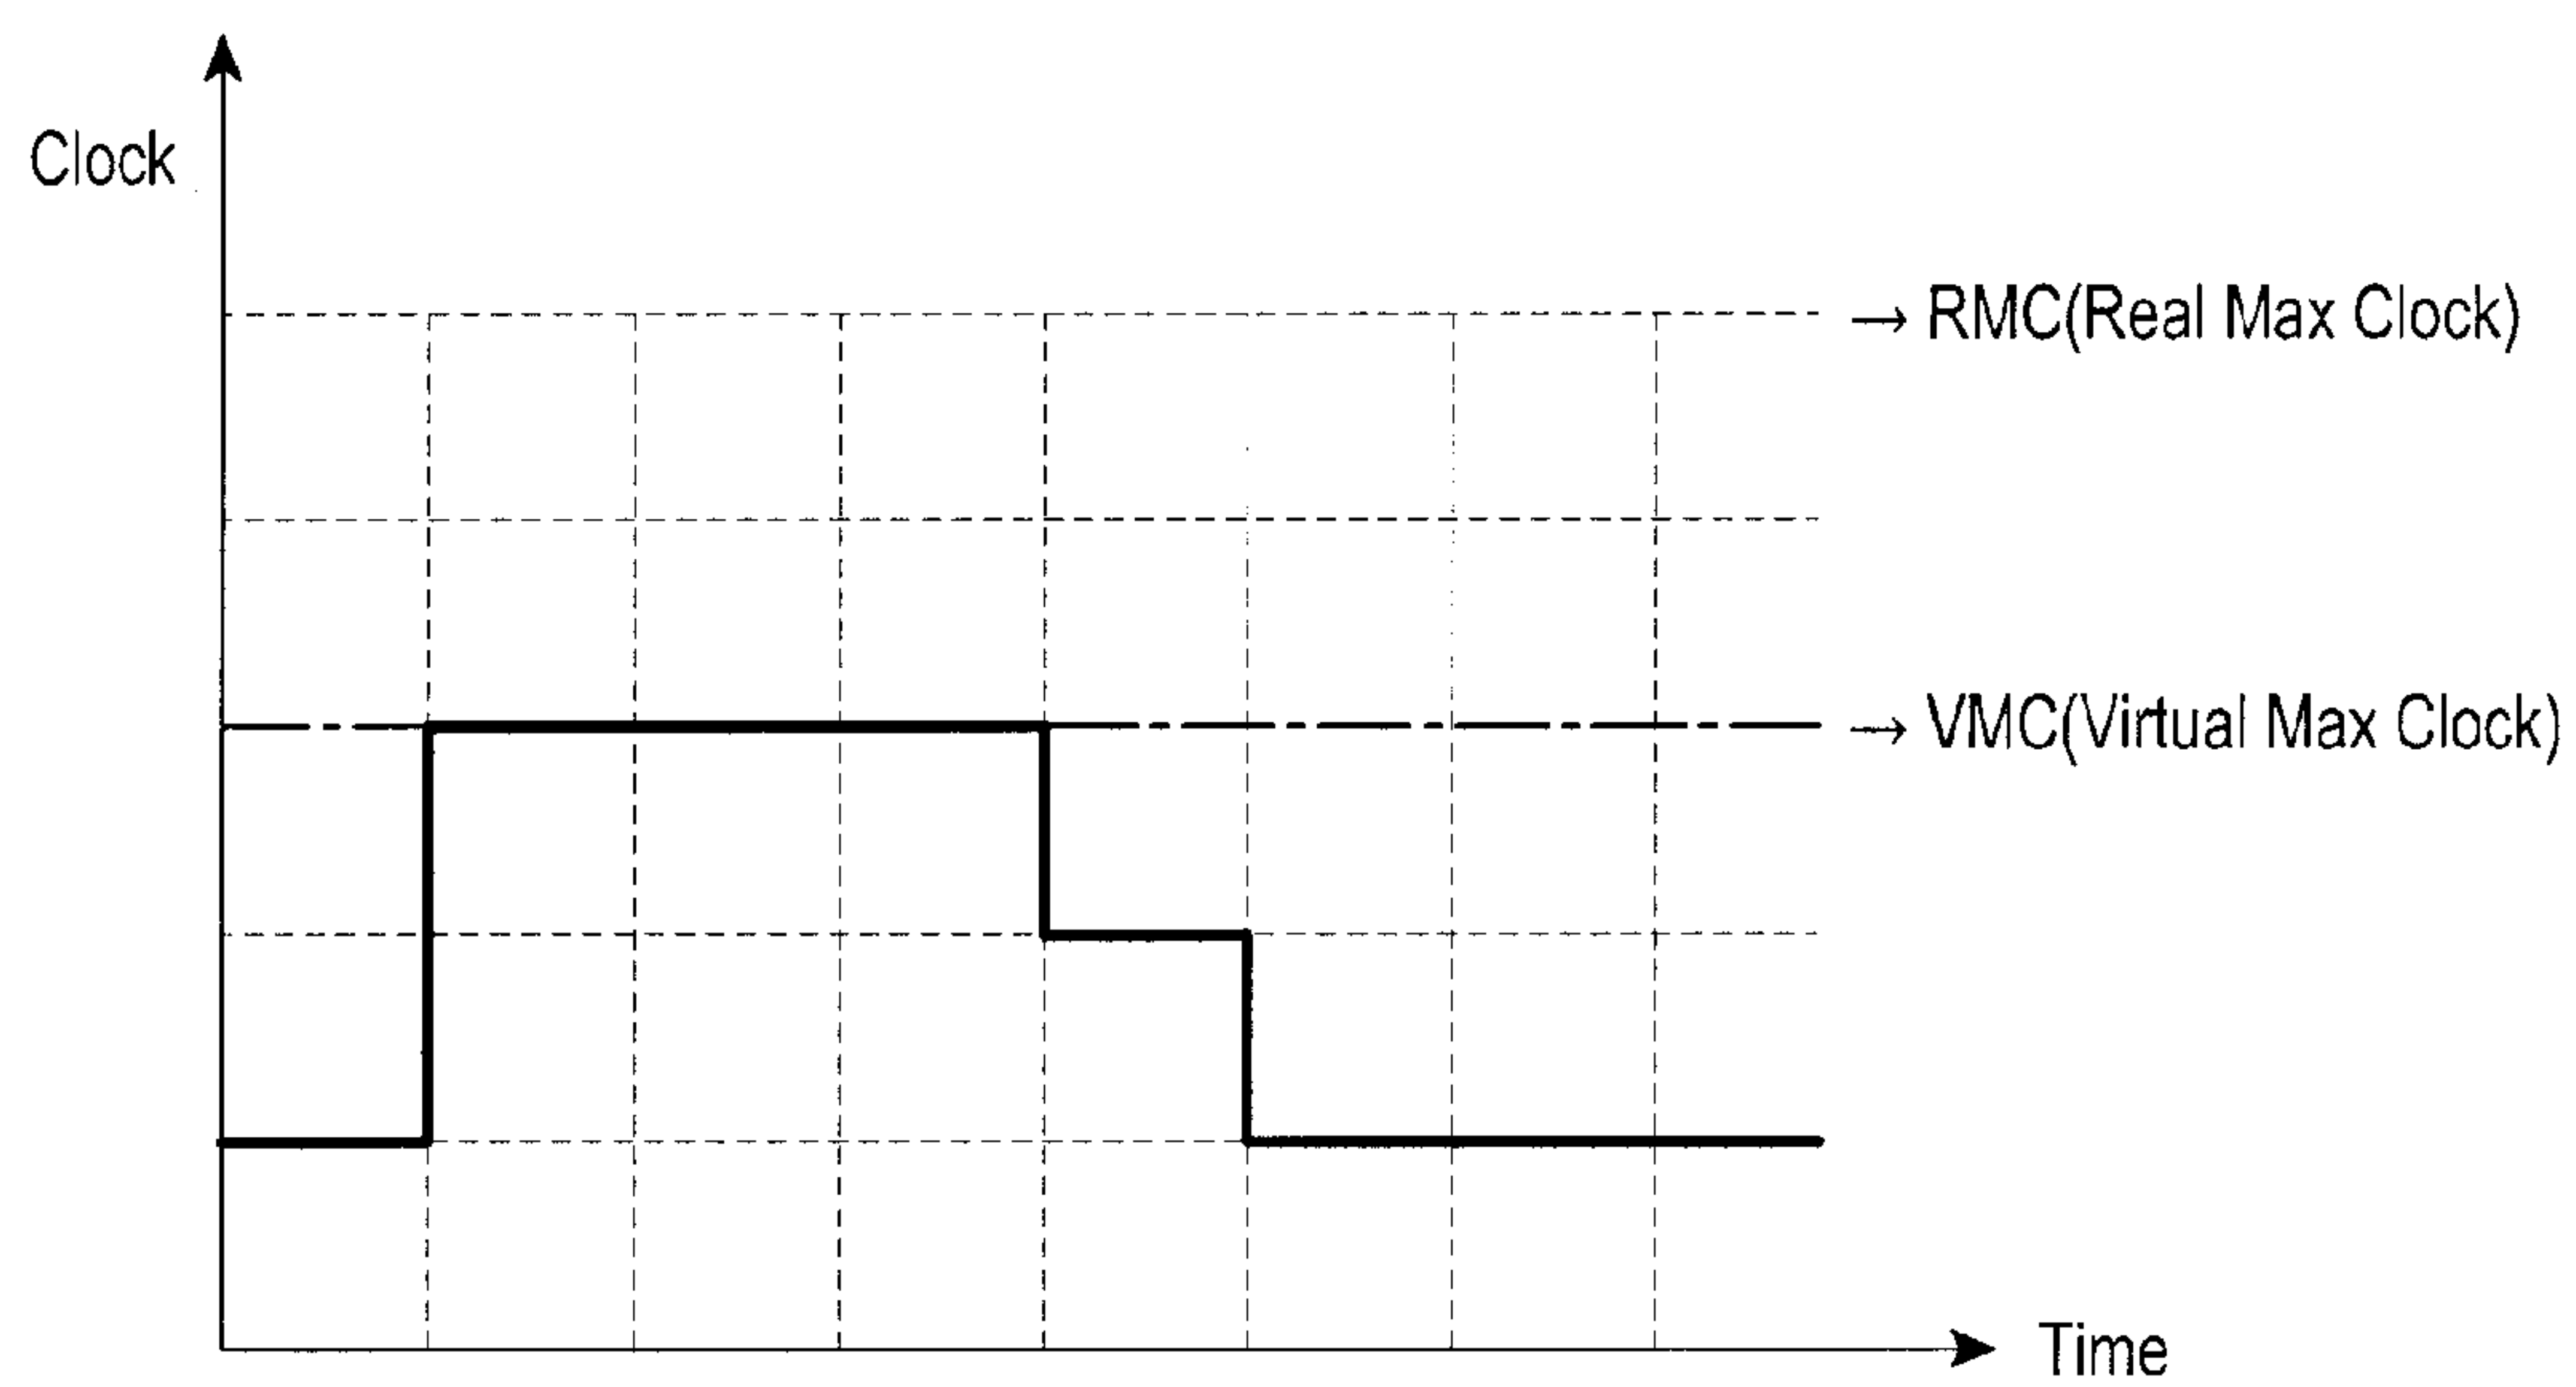 Clock
→ RMC(Real Max Clock)
→ VMC(Virtual Max Clock)
Time